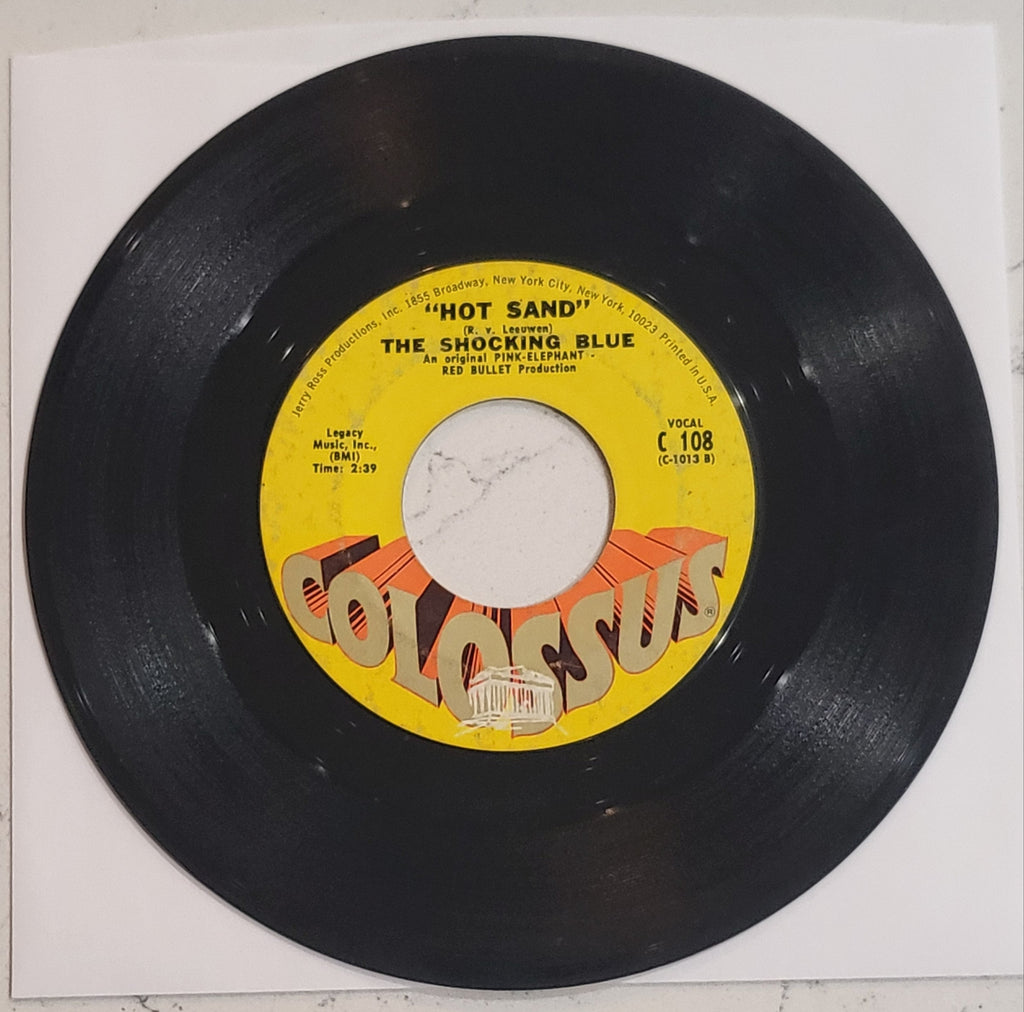 Jerry Ross Productions, Inc. 1855 Broadway, New York City, New York, 10023 Printed in U.S.A.
"HOT SAND"
(R. v. Leeuwen)
THE SHOCKING BLUE
An original PINK-ELEPHANT -
RED BULLET Production
Legacy
Music, Inc.,
(BMI)
Time: 2:39
VOCAL
C 108
(C-1013 B)
COLOSSUS®